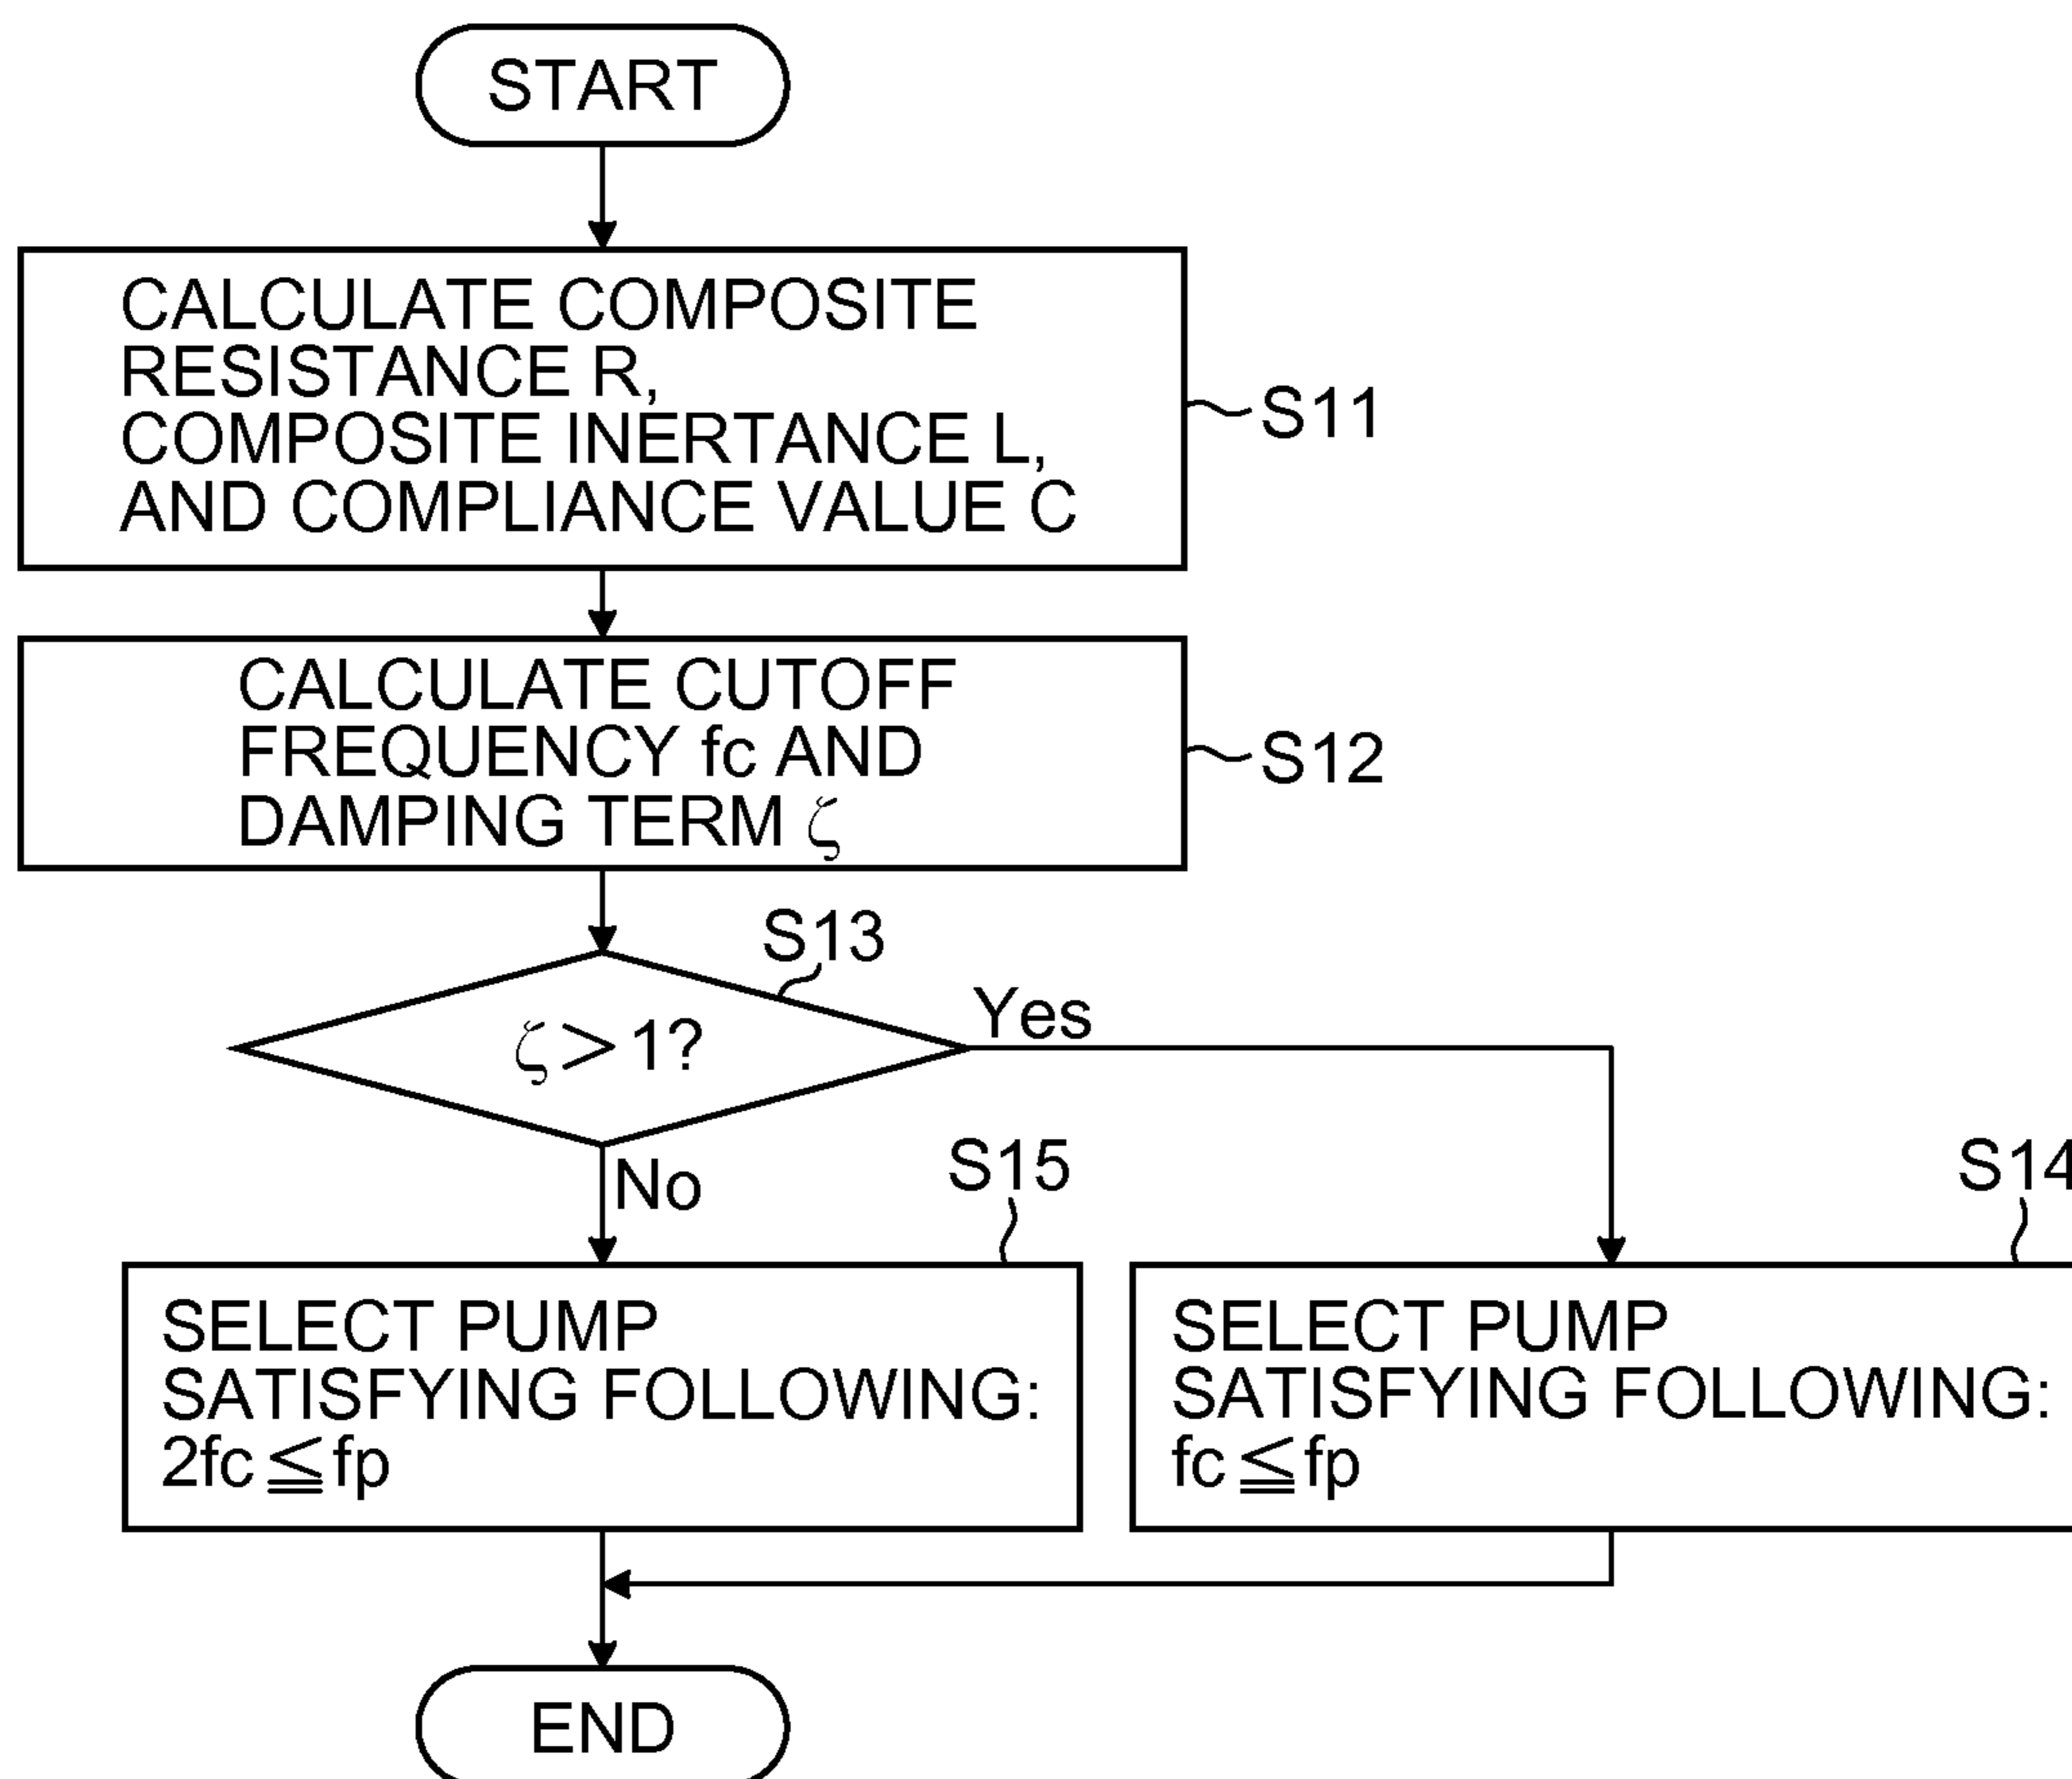 START
CALCULATE COMPOSITE
RESISTANCE R,
COMPOSITE INERTANCE L,
AND COMPLIANCE VALUE C
S11
CALCULATE CUTOFF
FREQUENCY fc AND
DAMPING TERM ζ
S12
S13
ζ > 1?
Yes
No
S15
S14
SELECT PUMP
SATISFYING FOLLOWING:
2fc ≦ fp
SELECT PUMP
SATISFYING FOLLOWING:
fc ≦ fp
END